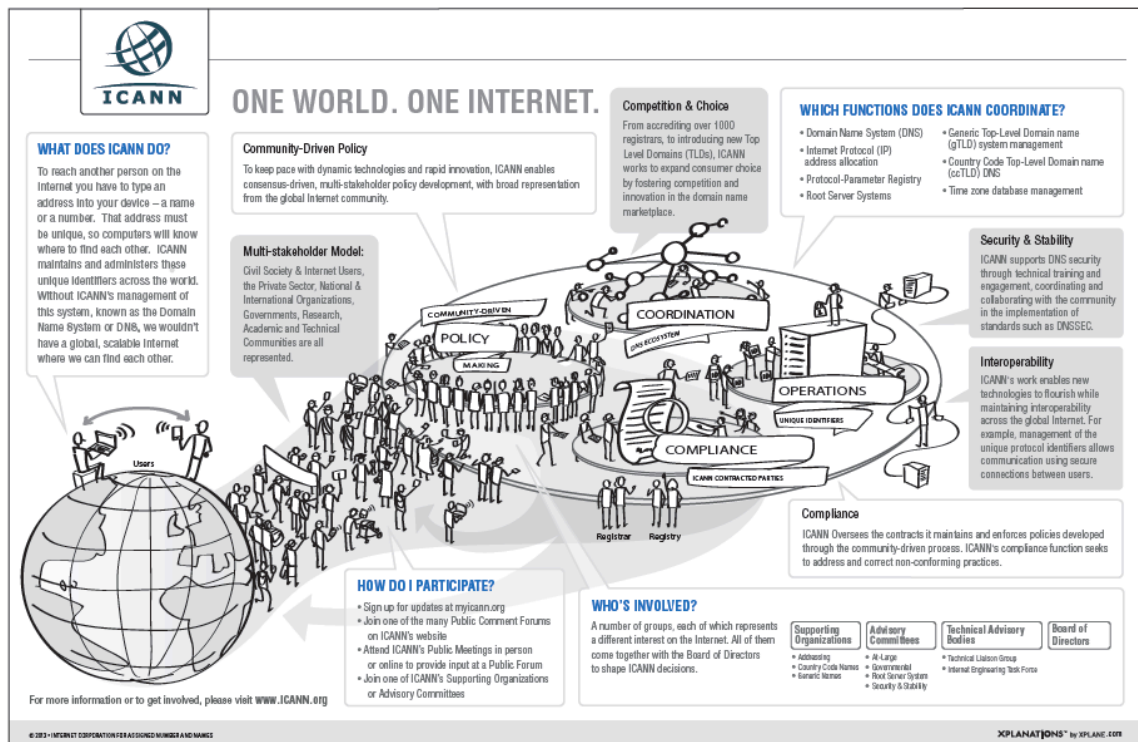 ICANN
ONE WORLD. ONE INTERNET.
WHAT DOES ICANN DO?
To reach another person on the
Internet you have to type an
address into your device – a name
or a number. That address must
be unique, so computers will know
where to find each other. ICANN
maintains and administers these
unique identifiers across the world.
Without ICANN's management of
this system, known as the Domain
Name System or DNS, we wouldn't
have a global, scalable Internet
where we can find each other.
Community-Driven Policy
To keep pace with dynamic technologies and rapid innovation, ICANN enables
consensus-driven, multi-stakeholder policy development, with broad representation
from the global Internet community.
Multi-stakeholder Model:
Civil Society & Internet Users,
the Private Sector, National &
International Organizations,
Governments, Research,
Academic and Technical
Communities are all
represented.
Competition & Choice
From accrediting over 1000
registrars, to introducing new Top
Level Domains (TLDs), ICANN
works to expand consumer choice
by fostering competition and
innovation in the domain name
marketplace.
WHICH FUNCTIONS DOES ICANN COORDINATE?
• Domain Name System (DNS)
• Internet Protocol (IP)
address allocation
• Protocol-Parameter Registry
• Root Server Systems
• Generic Top-Level Domain name
(gTLD) system management
• Country Code Top-Level Domain name
(ccTLD) DNS
• Time zone database management
Security & Stability
ICANN supports DNS security
through technical training and
engagement, coordinating and
collaborating with the community
in the implementation of
standards such as DNSSEC.
Interoperability
ICANN's work enables new
technologies to flourish while
maintaining interoperability
across the global Internet. For
example, management of the
unique protocol identifiers allows
communication using secure
connections between users.
COMMUNITY-DRIVEN
POLICY
MAKING
COORDINATION
DNS ECOSYSTEM
OPERATIONS
UNIQUE IDENTIFIERS
COMPLIANCE
ICANN CONTRACTED PARTIES
Users
Registrar
Registry
Compliance
ICANN Oversees the contracts it maintains and enforces policies developed
through the community-driven process. ICANN's compliance function seeks
to address and correct non-conforming practices.
HOW DO I PARTICIPATE?
• Sign up for updates at myicann.org
• Join one of the many Public Comment Forums
on ICANN's website
• Attend ICANN's Public Meetings in person
or online to provide input at a Public Forum
• Join one of ICANN's Supporting Organizations
or Advisory Committees
WHO'S INVOLVED?
A number of groups, each of which represents
a different interest on the Internet. All of them
come together with the Board of Directors
to shape ICANN decisions.
Supporting
Organizations
• Addressing
• Country Code Names
• Generic Names
Advisory
Committees
• At-Large
• Governmental
• Root Server System
• Security & Stability
Technical Advisory
Bodies
• Technical Liaison Group
• Internet Engineering Task Force
Board of
Directors
For more information or to get involved, please visit www.ICANN.org
© 2013 • INTERNET CORPORATION FOR ASSIGNED NUMBER AND NAMES
XPLANATIONS™ by XPLANE.com